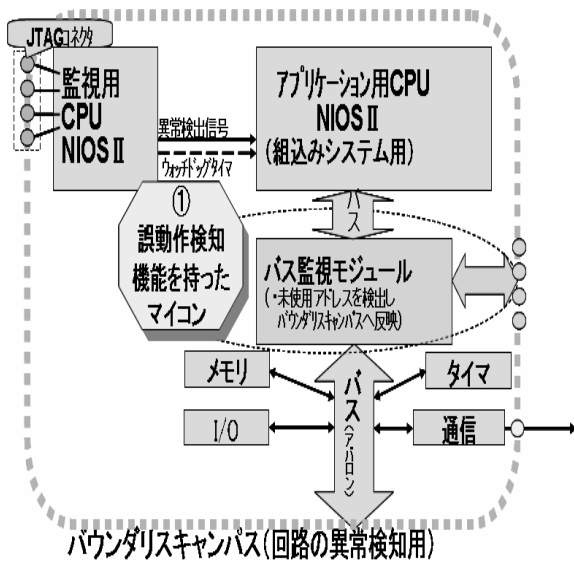 JTAGコネクタ
監視用
CPU
NIOSⅡ
アプリケーション用CPU
NIOSⅡ
(組込みシステム用)
異常検出信号
ウォッチドッグタイマ
①
誤動作検知
機能を持った
マイコン
バス
バス監視モジュール
(・未使用アドレスを検出し
バウンダリスキャンパスへ反映)
メモリ
タイマ
I/O
通信
バス(アバロン)
バウンダリスキャンパス(回路の異常検知用)